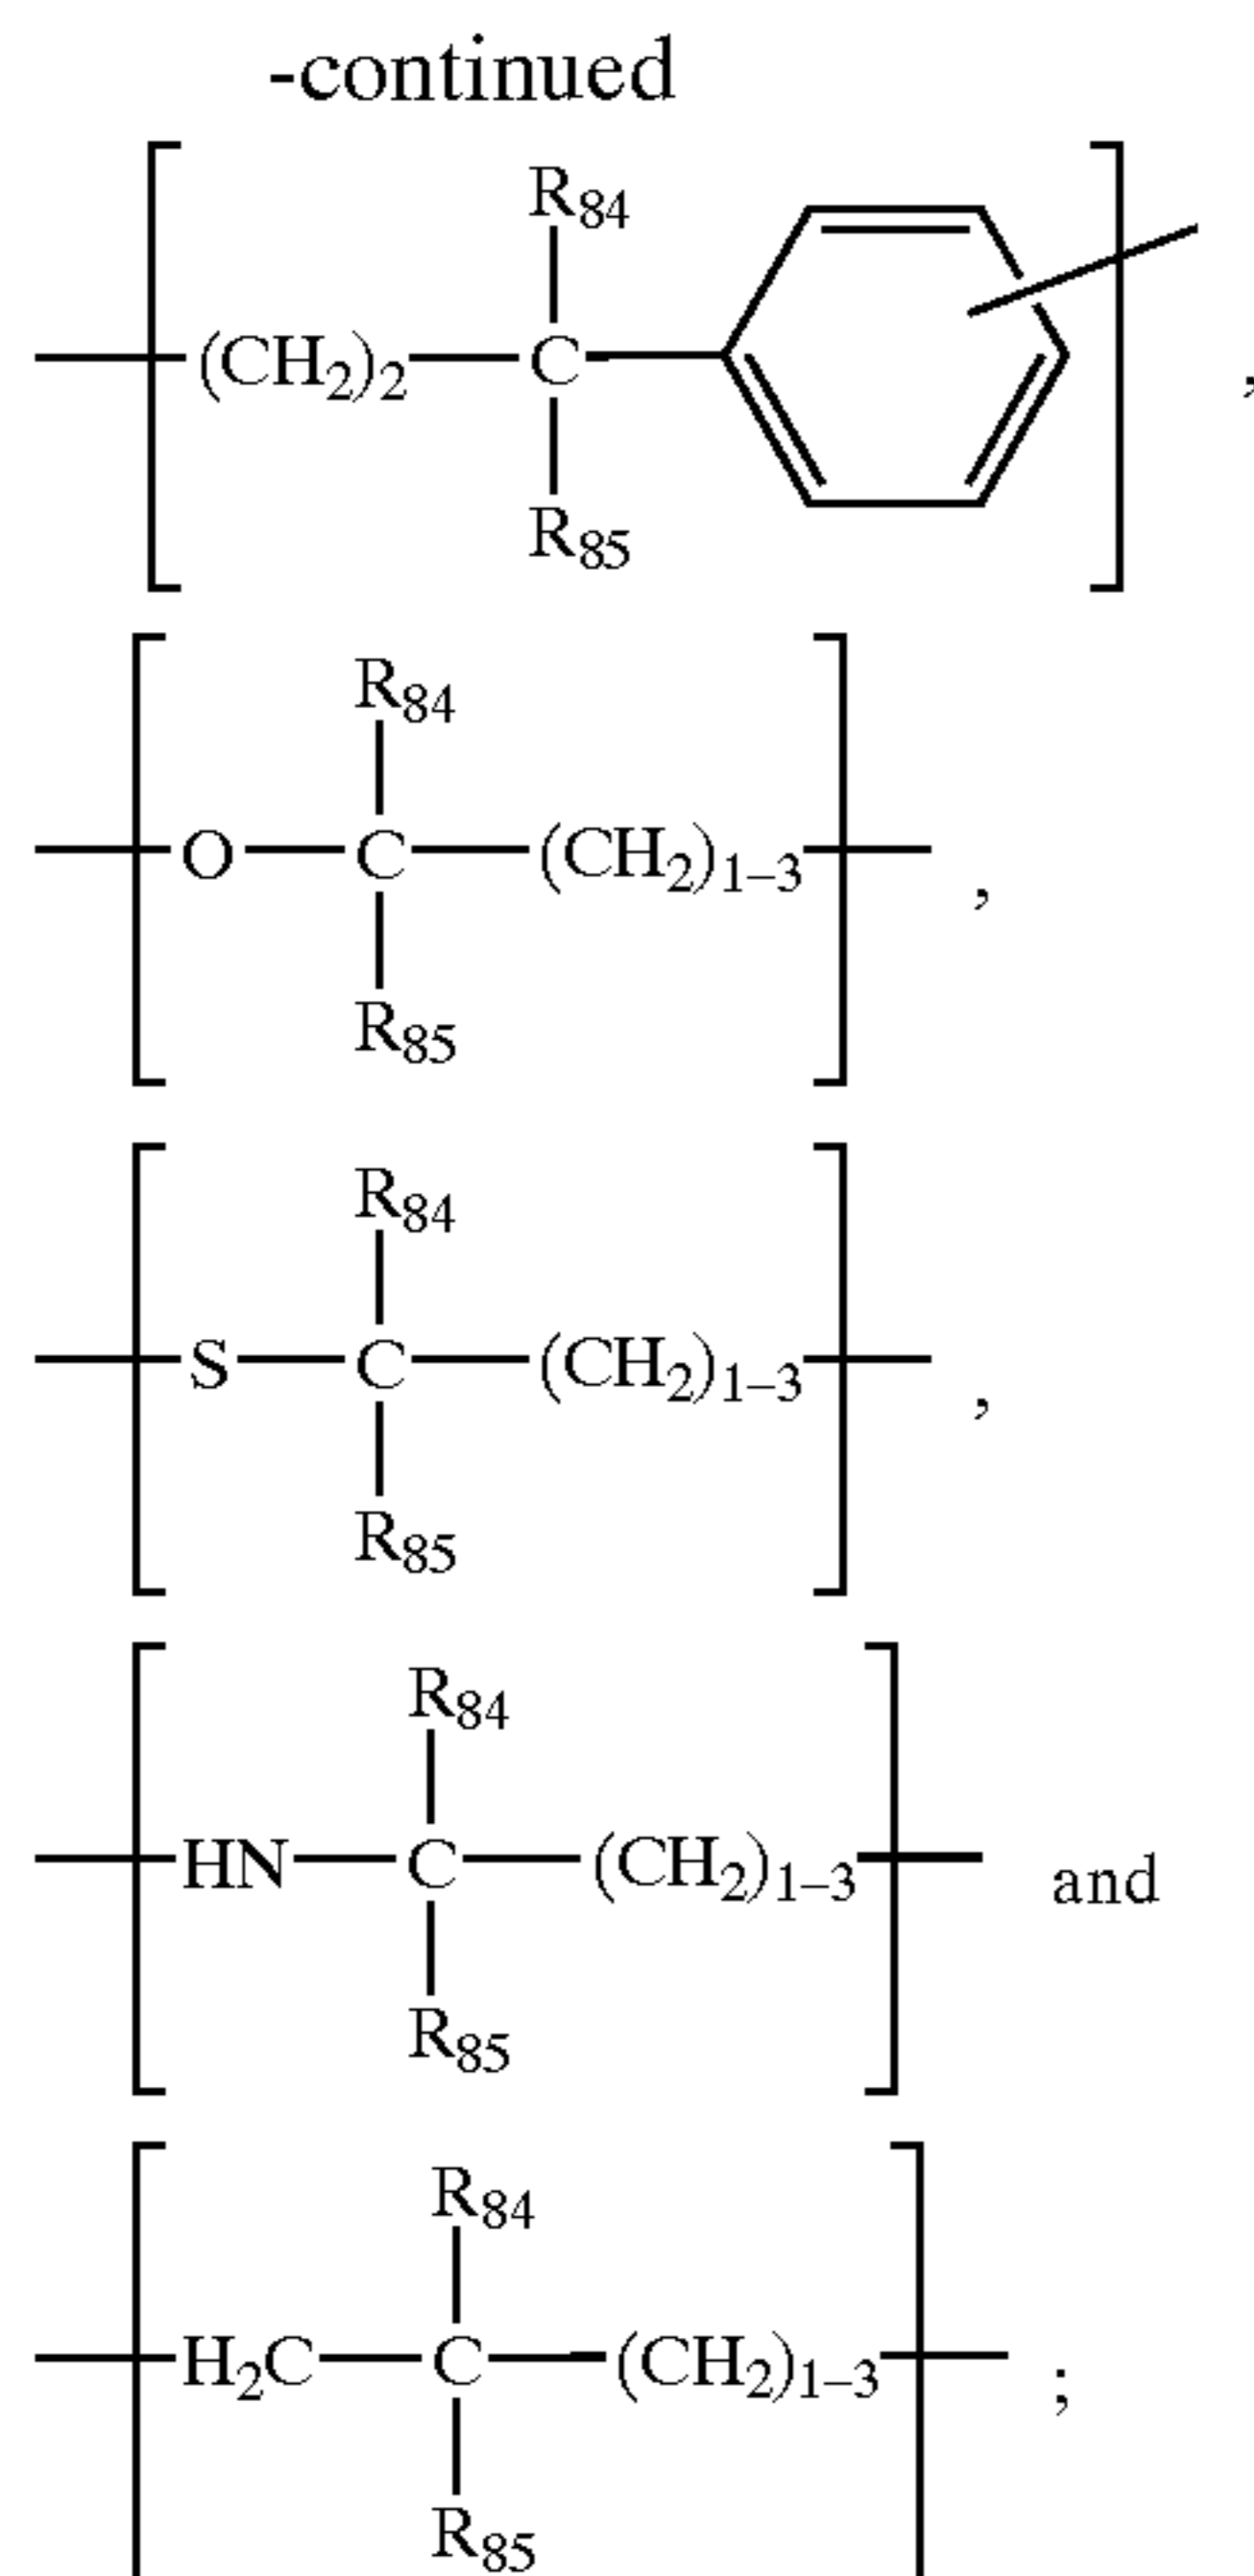 -continued
R84
(CH2)2 C ,
R85
R84
O C (CH2)1–3 ,
R85
R84
S C (CH2)1–3 ,
R85
R84
HN C (CH2)1–3 and
R85
R84
H2C C (CH2)1–3 ;
R85